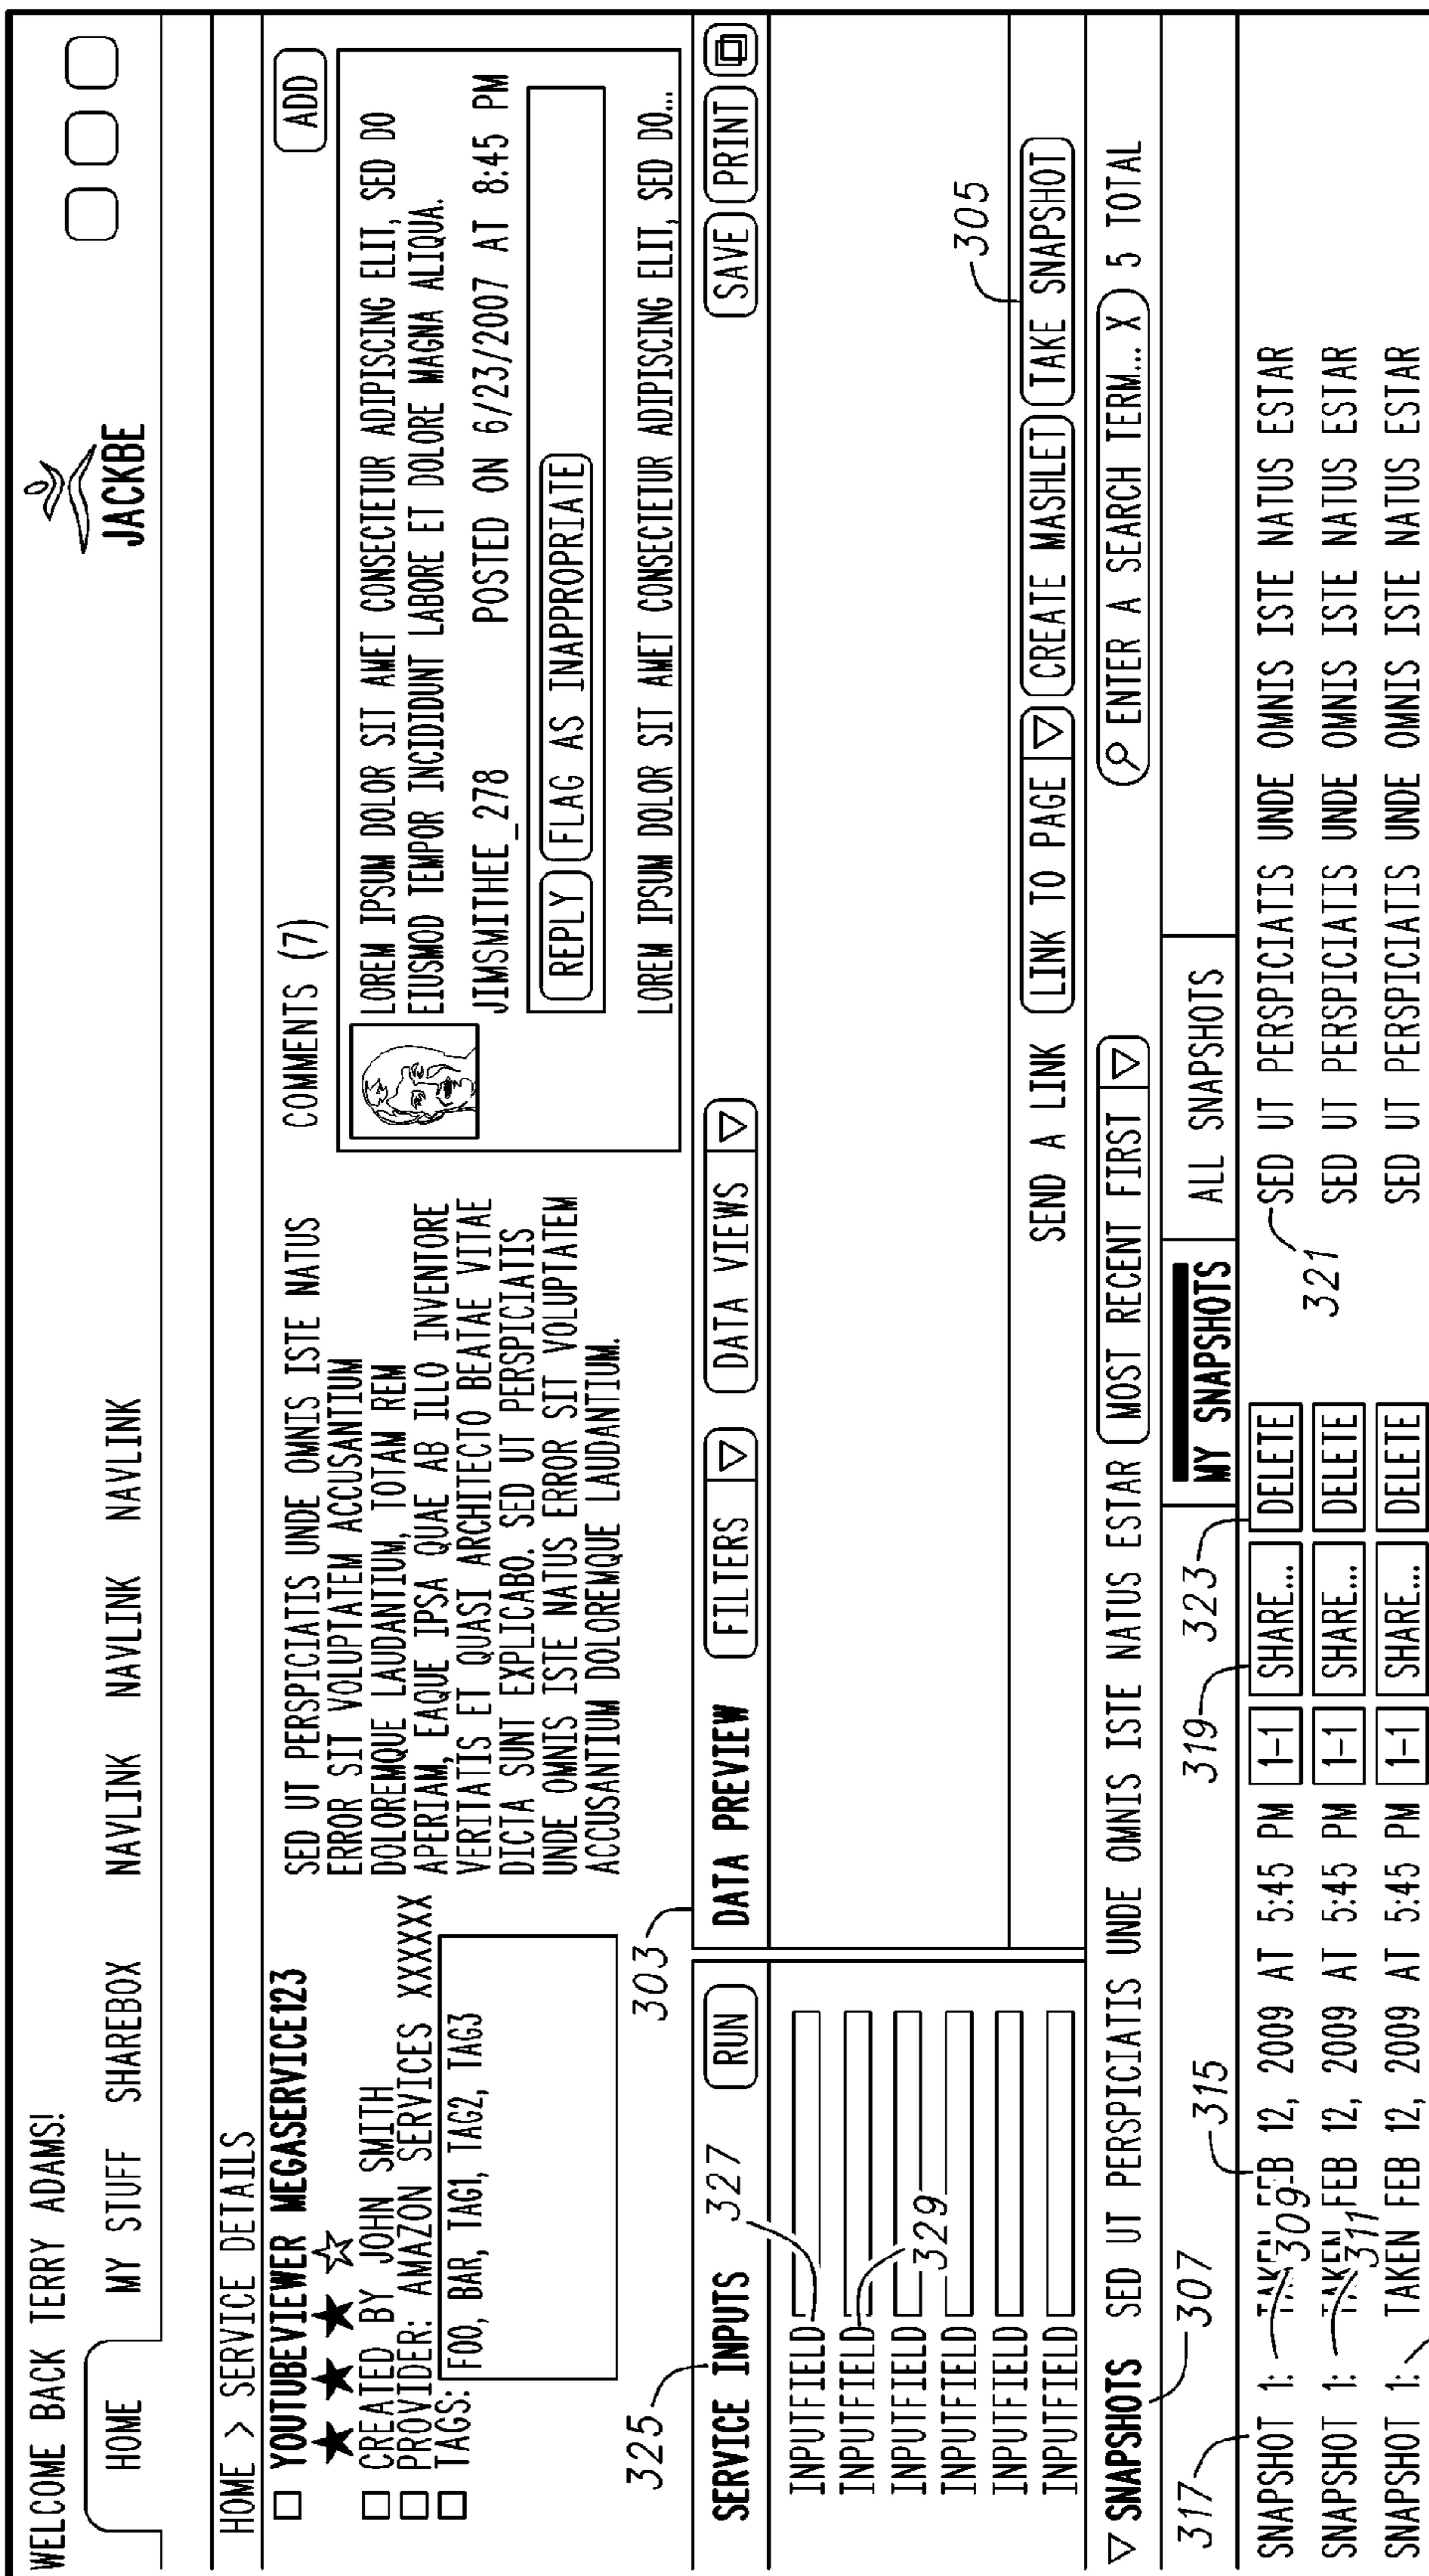 WELCOME BACK TERRY ADAMS!
JACKBE
HOME MY STUFF SHAREBOX NAVLINK NAVLINK NAVLINK
HOME > SERVICE DETAILS
YOUTUBEVIEWER MEGASERVICE123
CREATED BY JOHN SMITH
PROVIDER: AMAZON SERVICES XXXXXX
TAGS: FOO, BAR, TAG1, TAG2, TAG3
SED UT PERSPICIATIS UNDE OMNIS ISTE NATUS
ERROR SIT VOLUPTATEM ACCUSANTIUM
DOLOREMQUE LAUDANTIUM, TOTAM REM
APERIAM, EAQUE IPSA QUAE AB ILLO INVENTORE
VERITATIS ET QUASI ARCHITECTO BEATAE VITAE
DICTA SUNT EXPLICABO. SED UT PERSPICIATIS
UNDE OMNIS ISTE NATUS ERROR SIT VOLUPTATEM
ACCUSANTIUM DOLOREMQUE LAUDANTIUM.
COMMENTS (7) ADD
LOREM IPSUM DOLOR SIT AMET CONSECTETUR ADIPISCING ELIT, SED DO
EIUSMOD TEMPOR INCIDIDUNT LABORE ET DOLORE MAGNA ALIQUA.
JIMSMITHEE_278 POSTED ON 6/23/2007 AT 8:45 PM
REPLY FLAG AS INAPPROPRIATE
LOREM IPSUM DOLOR SIT AMET CONSECTETUR ADIPISCING ELIT, SED DO...
325 303
SERVICE INPUTS RUN
327
INPUTFIELD
INPUTFIELD
INPUTFIELD 329
INPUTFIELD
INPUTFIELD
INPUTFIELD
DATA PREVIEW FILTERS DATA VIEWS SAVE PRINT
305
SEND A LINK LINK TO PAGE CREATE MASHLET TAKE SNAPSHOT
SNAPSHOTS SED UT PERSPICIATIS UNDE OMNIS ISTE NATUS ESTAR MOST RECENT FIRST ENTER A SEARCH TERM... X 5 TOTAL
307
MY SNAPSHOTS ALL SNAPSHOTS
317 315 319 323
SNAPSHOT 1: TAKEN FEB 12, 2009 AT 5:45 PM 1-1 SHARE... DELETE SED UT PERSPICIATIS UNDE OMNIS ISTE NATUS ESTAR
309 321
SNAPSHOT 1: TAKEN FEB 12, 2009 AT 5:45 PM 1-1 SHARE... DELETE SED UT PERSPICIATIS UNDE OMNIS ISTE NATUS ESTAR
311
SNAPSHOT 1: TAKEN FEB 12, 2009 AT 5:45 PM 1-1 SHARE... DELETE SED UT PERSPICIATIS UNDE OMNIS ISTE NATUS ESTAR